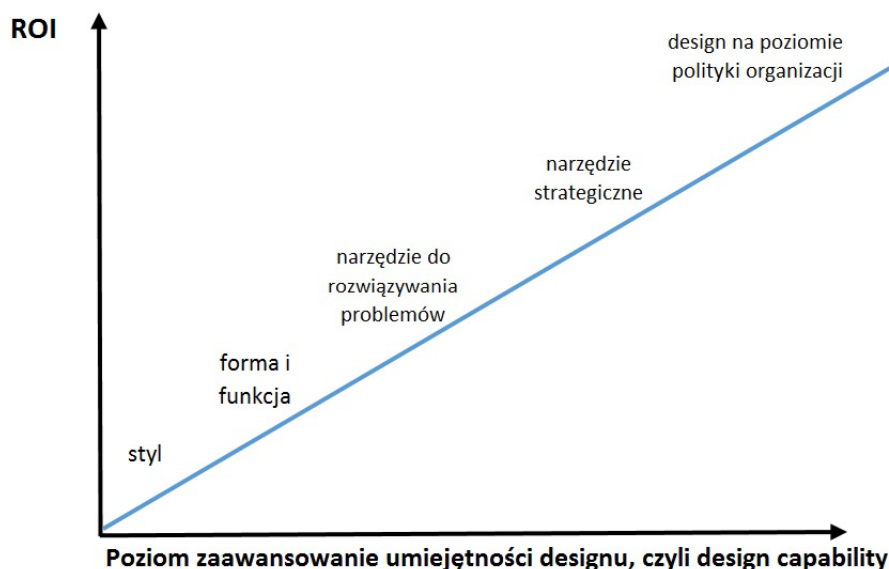 ROI
design na poziomie
polityki organizacji
narzędzie
strategiczne
narzędzie do
rozwiązywania
problemów
forma i
funkcja
styl
Poziom zaawansowanie umiejętności designu, czyli design capability